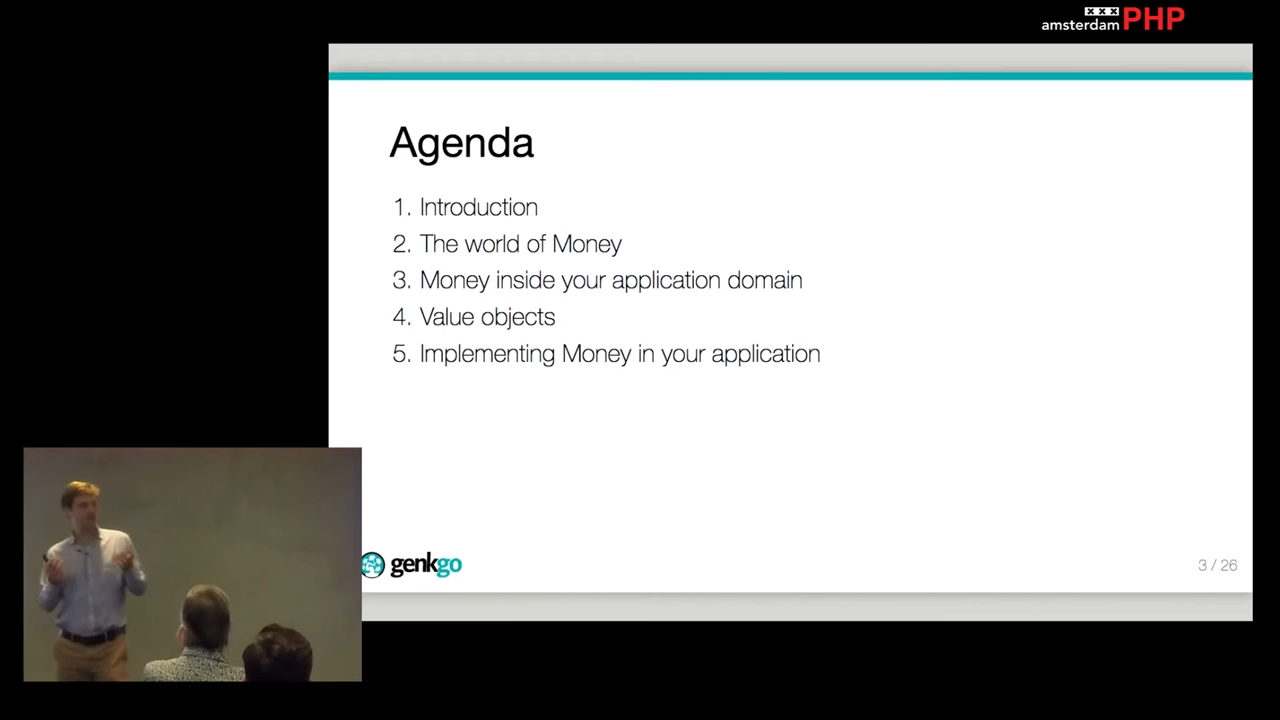 xxx
amsterdamPHP
Agenda
1. Introduction
2. The world of Money
3. Money inside your application domain
4. Value objects
5. Implementing Money in your application
genkgo
3 / 26